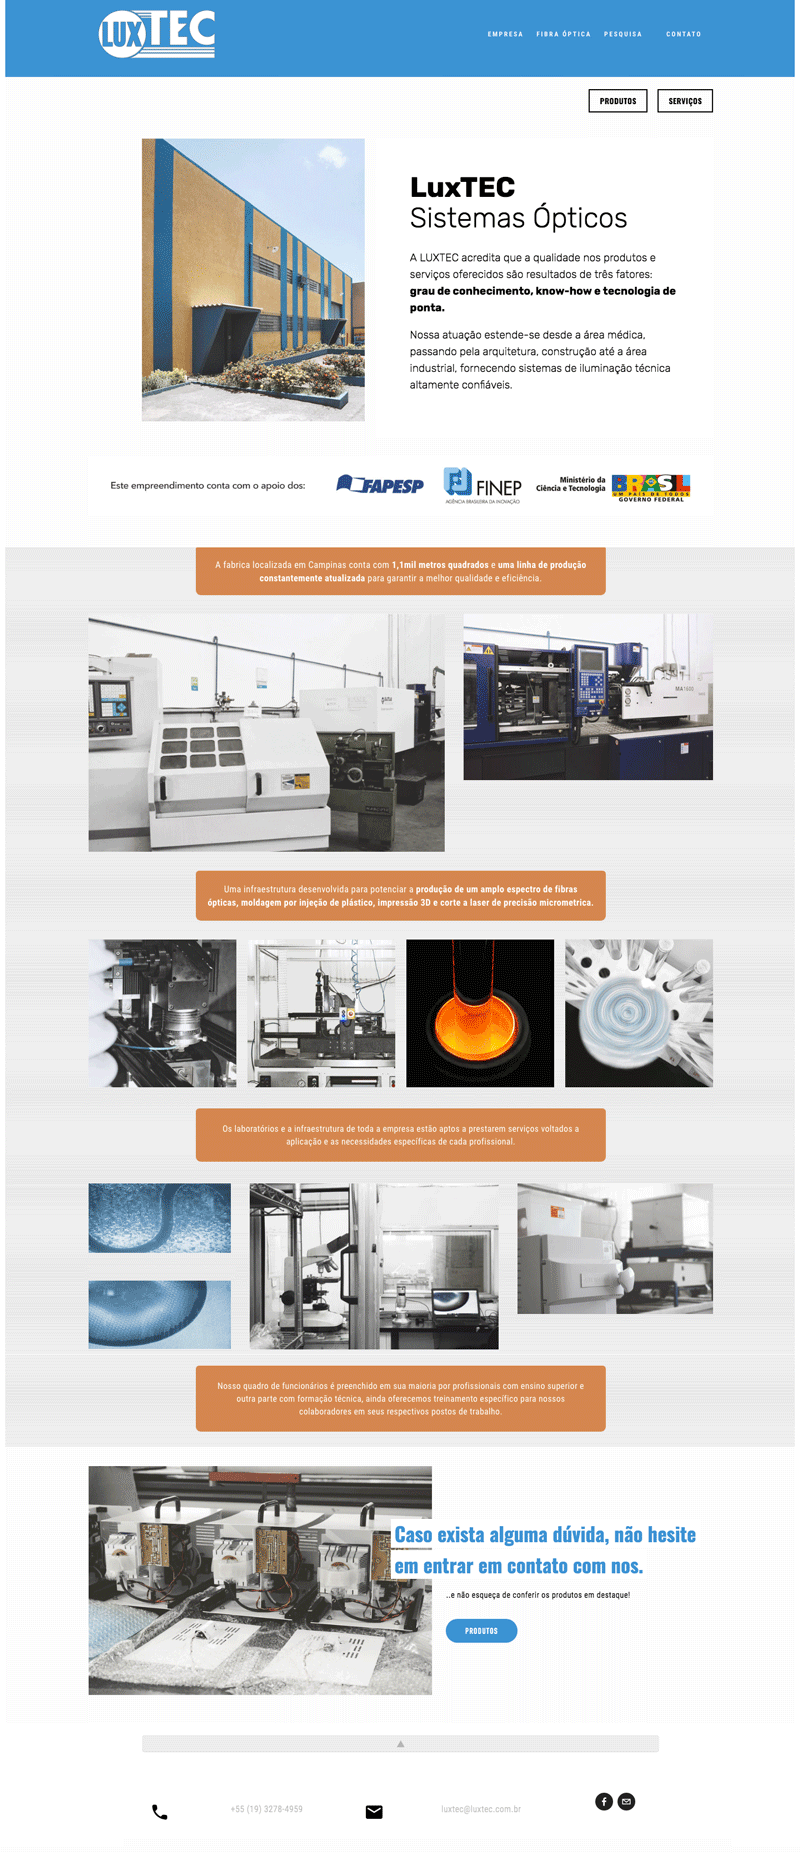 LUXTEC
EMPRESA FIBRA ÓPTICA PESQUISA CONTATO
PRODUTOS SERVIÇOS
LuxTEC
Sistemas Ópticos
A LUXTEC acredita que a qualidade nos produtos e
serviços oferecidos são resultados de três fatores:
grau de conhecimento, know-how e tecnologia de
ponta.
Nossa atuação estende-se desde a área médica,
passando pela arquitetura, construção até a área
industrial, fornecendo sistemas de iluminação técnica
altamente confiáveis.
Este empreendimento conta com o apoio dos:
FAPESP
FINEP
AGÊNCIA BRASILEIRA DA INOVAÇÃO
Ministério da
Ciência e Tecnologia
BRASIL
UM PAÍS DE TODOS
GOVERNO FEDERAL
A fabrica localizada em Campinas conta com 1,1mil metros quadrados e uma linha de produção
constantemente atualizada para garantir a melhor qualidade e eficiência.
MA1600
Uma infraestrutura desenvolvida para potenciar a produção de um amplo espectro de fibras
ópticas, moldagem por injeção de plástico, impressão 3D e corte a laser de precisão micrometrica.
Os laboratórios e a infraestrutura de toda a empresa estão aptos a prestarem serviços voltados a
aplicação e as necessidades específicas de cada profissional.
Nosso quadro de funcionários é preenchido em sua maioria por profissionais com ensino superior e
outra parte com formação técnica, ainda oferecemos treinamento específico para nossos
colaboradores em seus respectivos postos de trabalho.
Caso exista alguma dúvida, não hesite
em entrar em contato com nos.
..e não esqueça de conferir os produtos em destaque!
PRODUTOS
+55 (19) 3278-4959
luxtec@luxtec.com.br